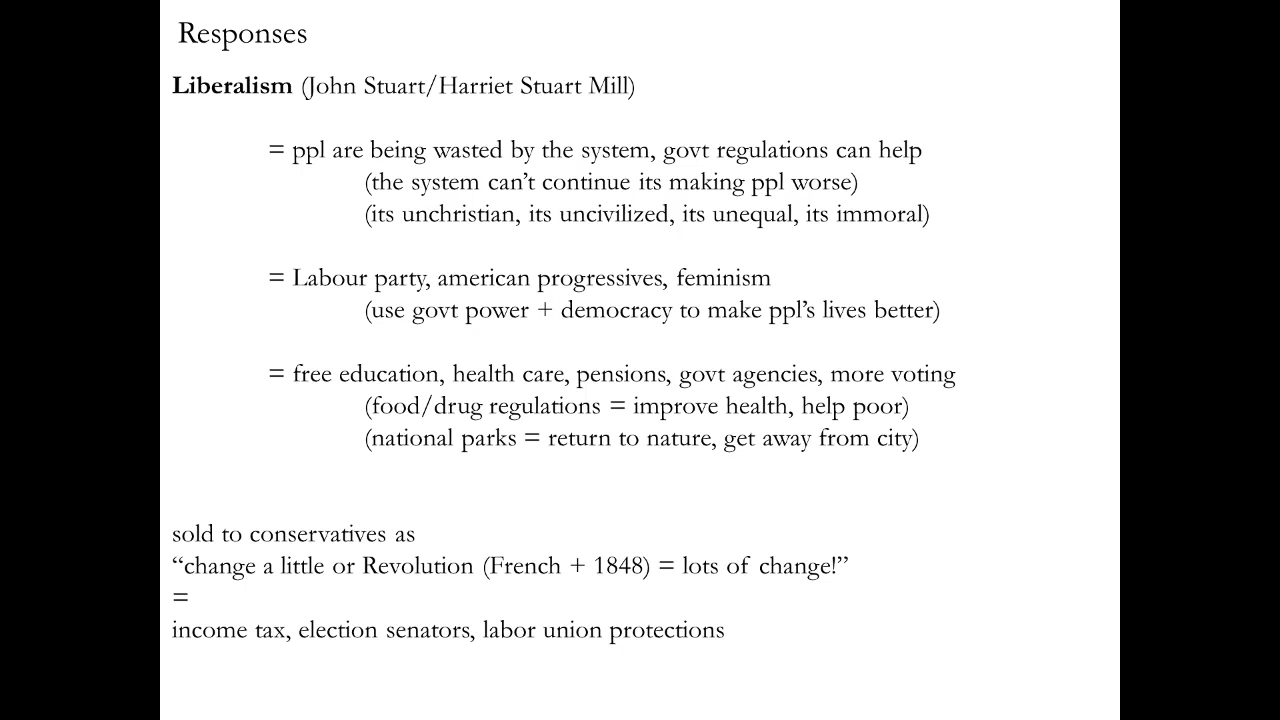 Responses
Liberalism (John Stuart/Harriet Stuart Mill)
= ppl are being wasted by the system, govt regulations can help
(the system can’t continue its making ppl worse)
(its unchristian, its uncivilized, its unequal, its immoral)
= Labour party, american progressives, feminism
(use govt power + democracy to make ppl’s lives better)
= free education, health care, pensions, govt agencies, more voting
(food/drug regulations = improve health, help poor)
(national parks = return to nature, get away from city)
sold to conservatives as
“change a little or Revolution (French + 1848) = lots of change!”
=
income tax, election senators, labor union protections